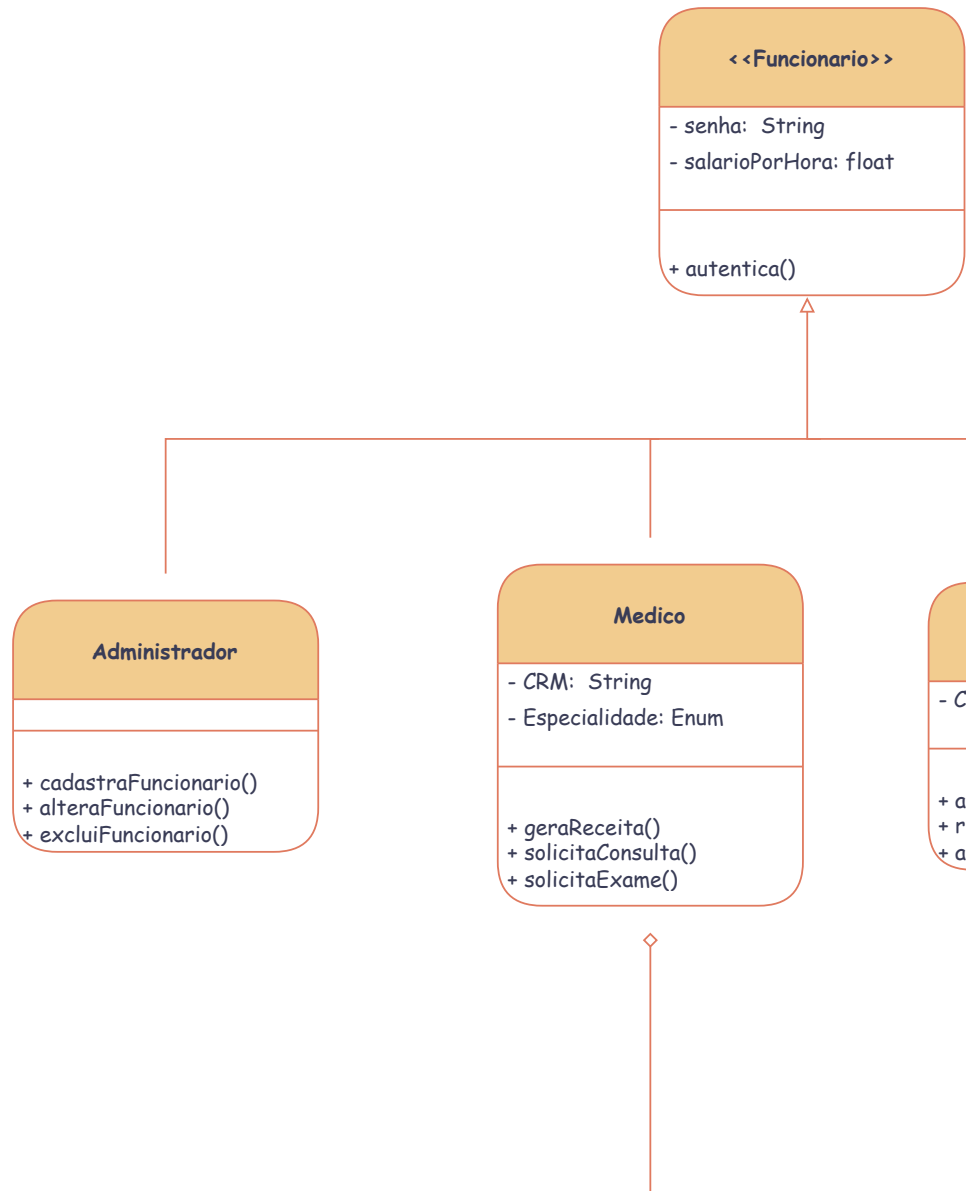 <<Funcionario>>
- senha: String
- salarioPorHora: float
+ autentica()
Administrador
+ cadastraFuncionario()
+ alteraFuncionario()
+ excluiFuncionario()
Medico
- CRM: String
- Especialidade: Enum
+ geraReceita()
+ solicitaConsulta()
+ solicitaExame()
- C
+ a
+ r
+ a